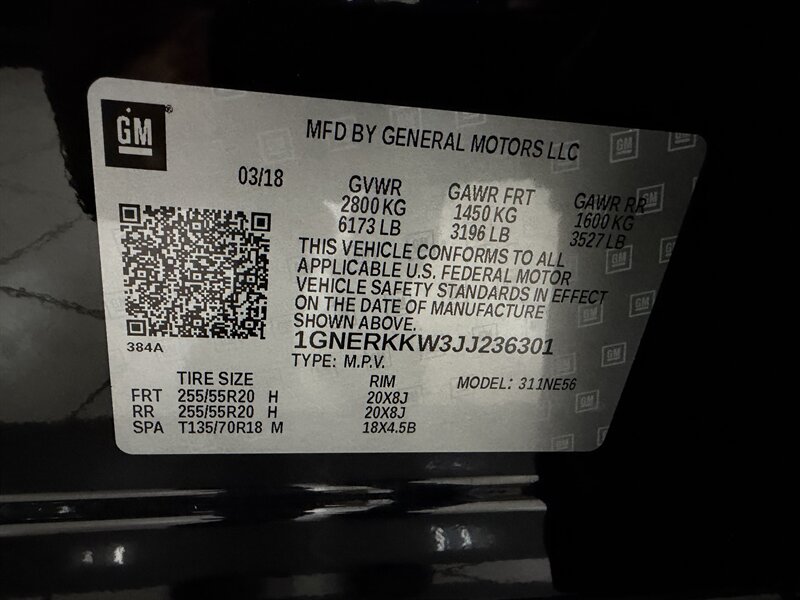 GM
MFD BY GENERAL MOTORS LLC
03/18
GVWR GAWR FRT GAWR RR
2800 KG 1450 KG 1600 KG
6173 LB 3196 LB 3527 LB
THIS VEHICLE CONFORMS TO ALL
APPLICABLE U.S. FEDERAL MOTOR
VEHICLE SAFETY STANDARDS IN EFFECT
ON THE DATE OF MANUFACTURE
SHOWN ABOVE.
1GNERKKW3JJ236301
384A
TYPE: M.P.V.
TIRE SIZE RIM MODEL: 311NE56
FRT 255/55R20 H 20X8J
RR 255/55R20 H 20X8J
SPA T135/70R18 M 18X4.5B